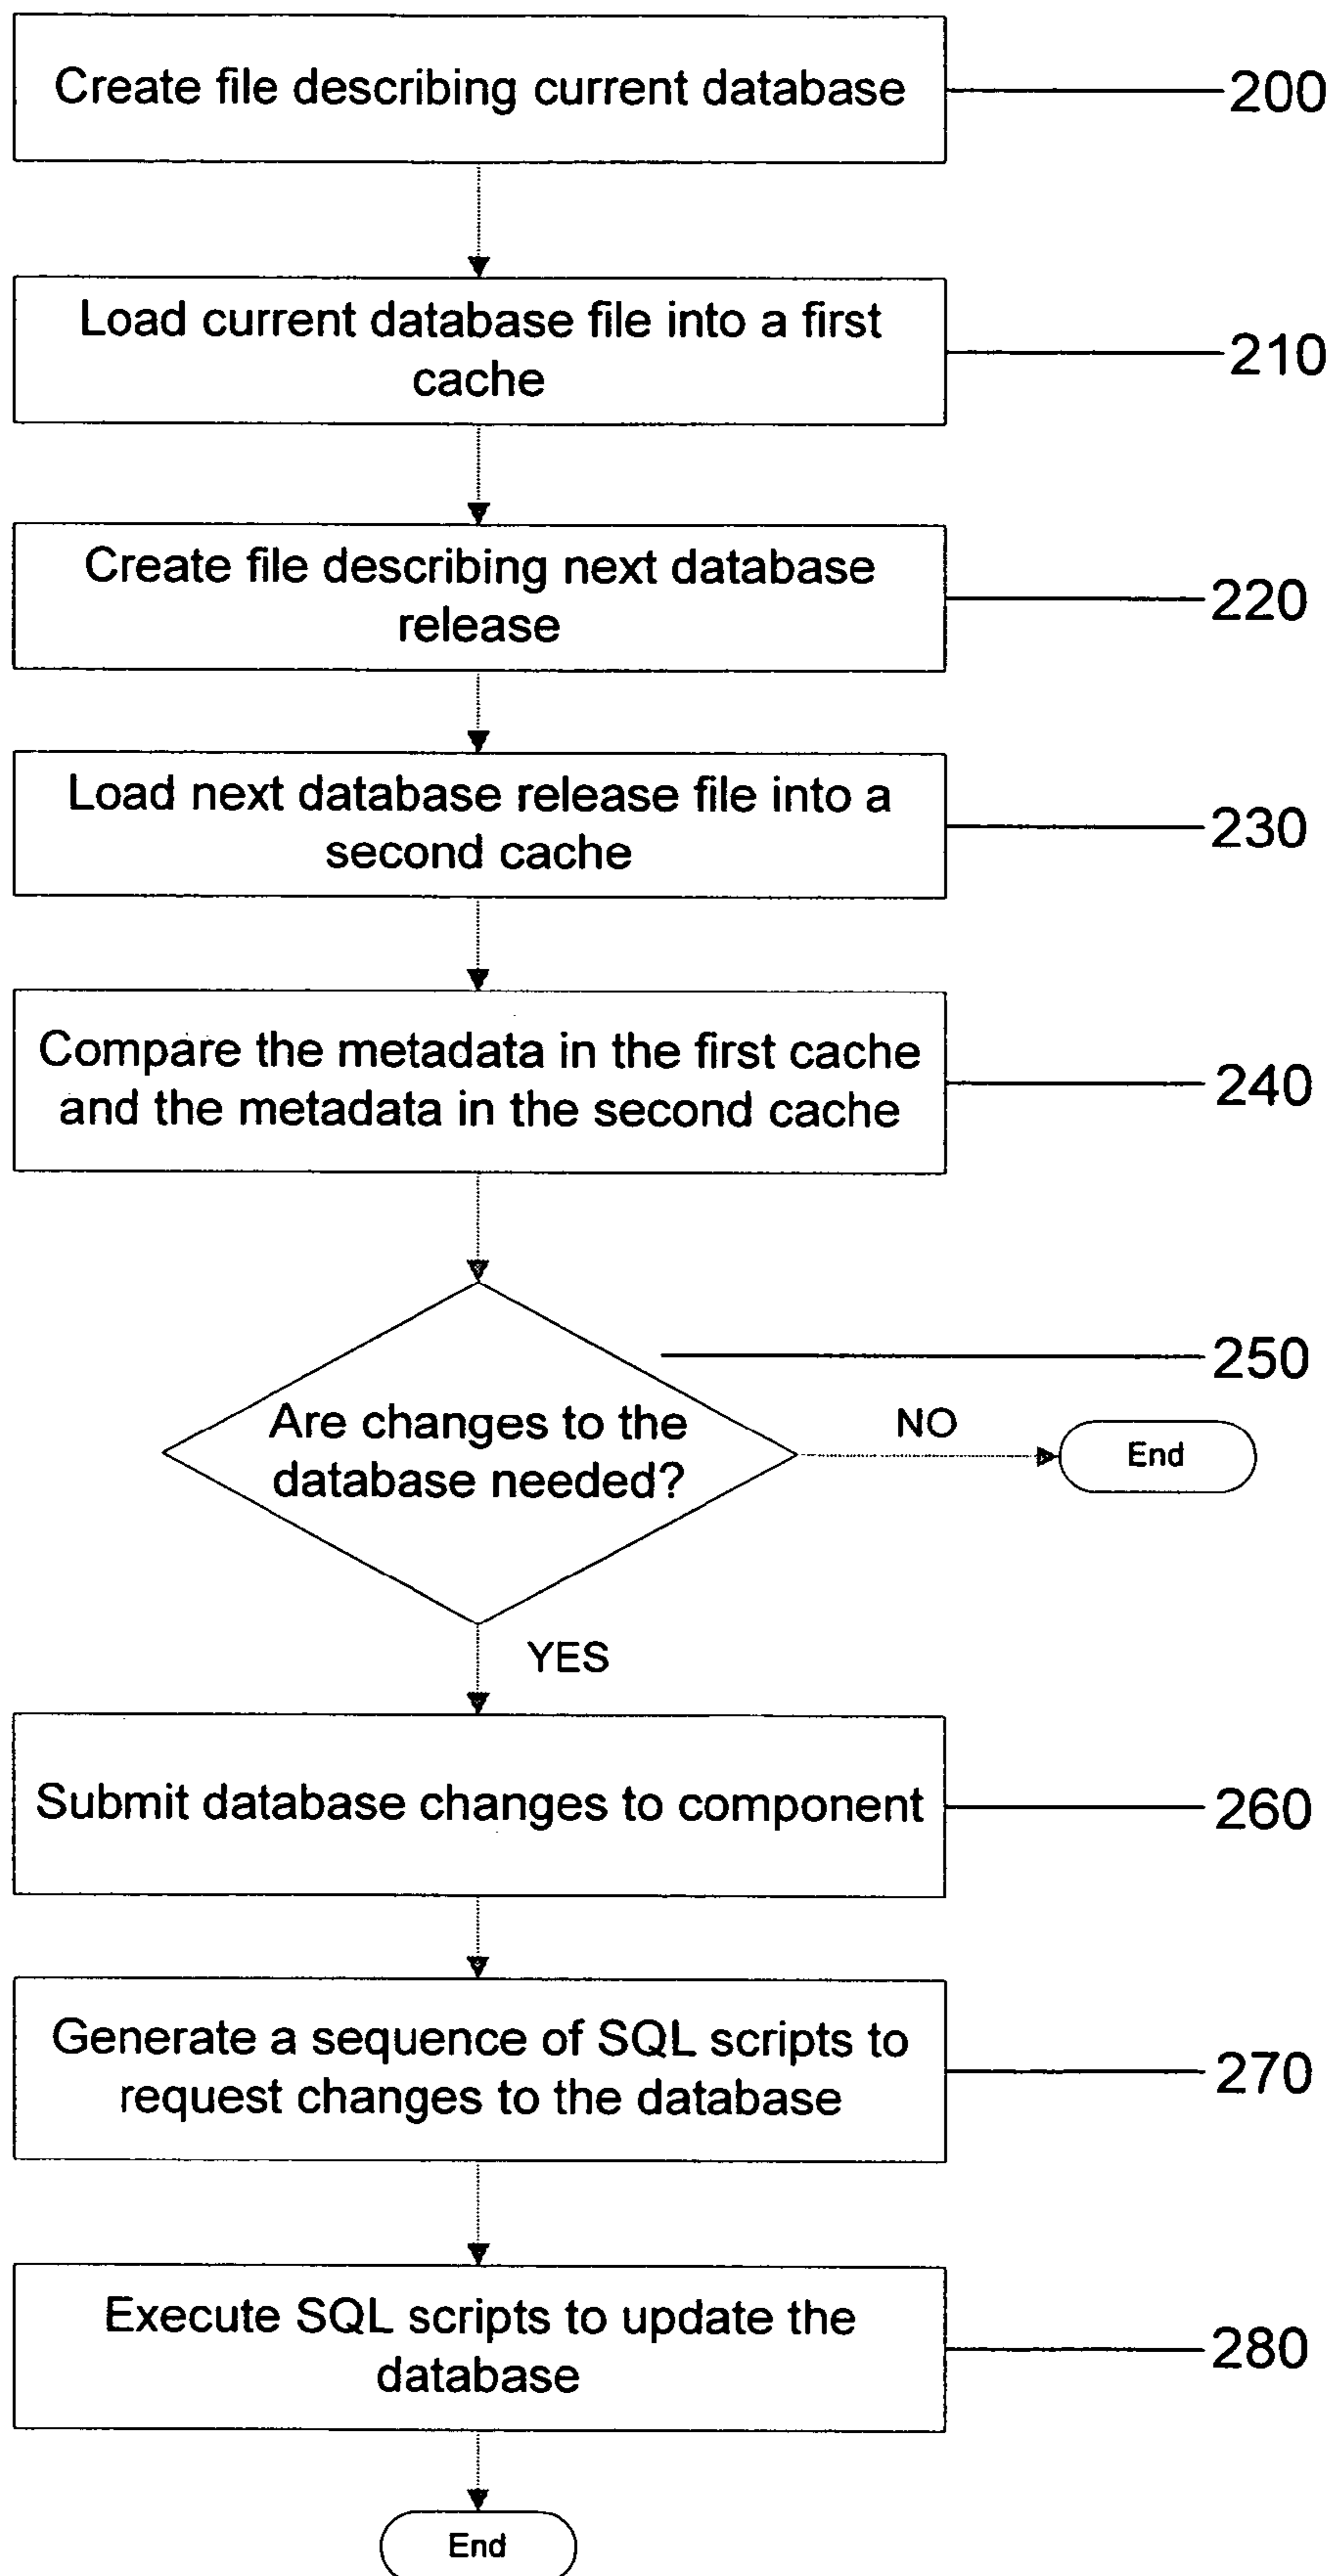 Create file describing current database
200
Load current database file into a first
cache
210
Create file describing next database
release
220
Load next database release file into a
second cache
230
Compare the metadata in the first cache
and the metadata in the second cache
240
250
Are changes to the
database needed?
NO
End
YES
Submit database changes to component
260
Generate a sequence of SQL scripts to
request changes to the database
270
Execute SQL scripts to update the
database
280
End